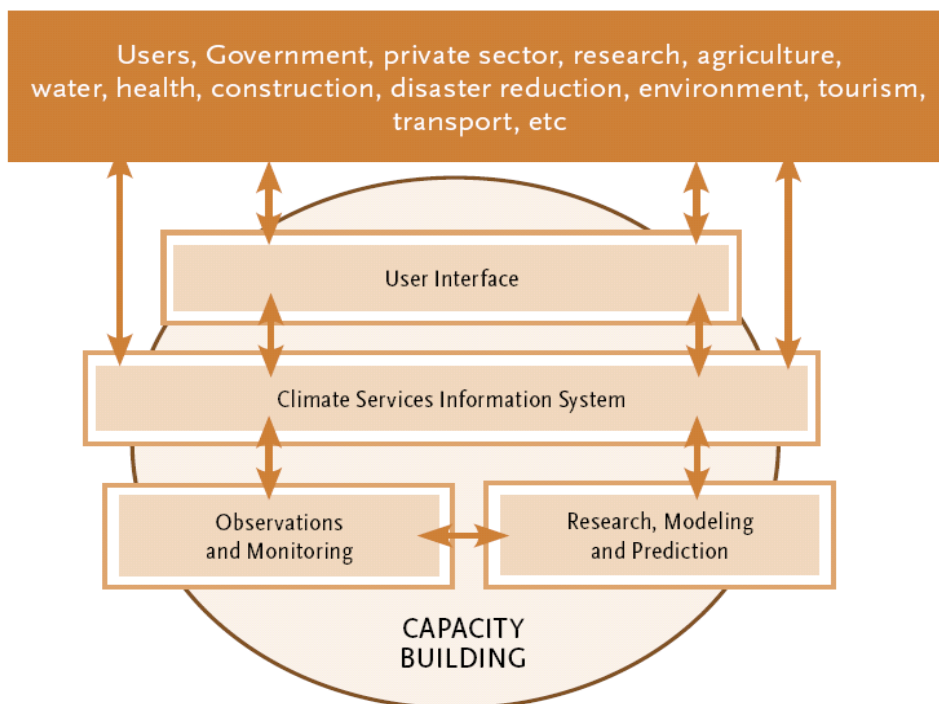 Users, Government, private sector, research, agriculture,
water, health, construction, disaster reduction, environment, tourism,
transport, etc
User Interface
Climate Services Information System
Observations
and Monitoring
Research, Modeling
and Prediction
CAPACITY
BUILDING